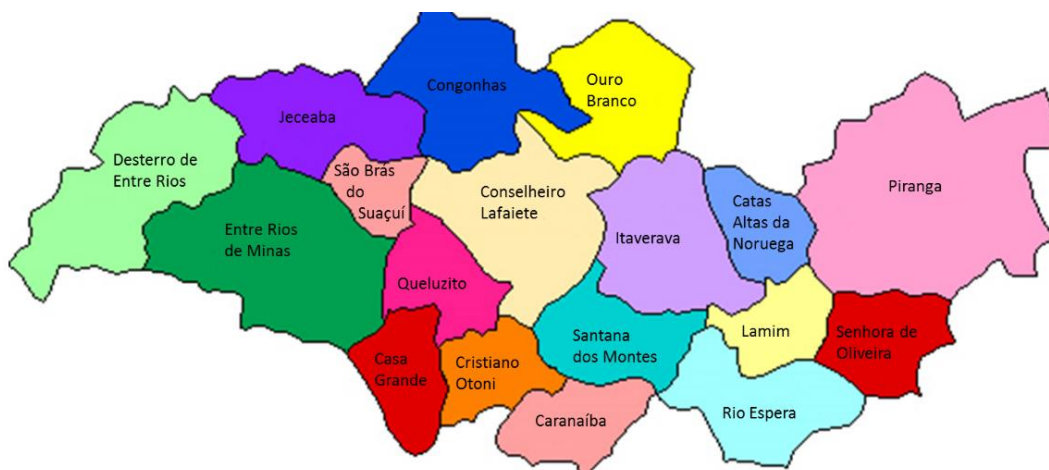 Congonhas
Ouro
Branco
Jeceaba
Desterro de
Entre Rios
São Brás
do
Suaçuí
Conselheiro
Lafaiete
Piranga
Catas
Altas da
Noruega
Entre Rios
de Minas
Itaverava
Queluzito
Santana
dos Montes
Lamim
Senhora de
Oliveira
Casa
Grande
Cristiano
Otoni
Caranaíba
Rio Espera